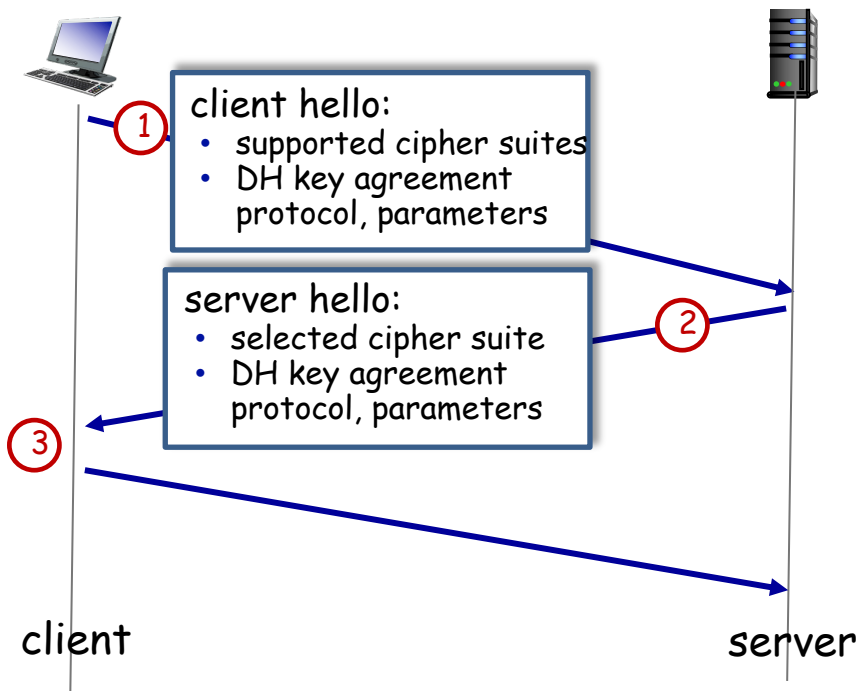 1
client hello:
• supported cipher suites
• DH key agreement
protocol, parameters
server hello:
• selected cipher suite
• DH key agreement
protocol, parameters
2
3
client
server